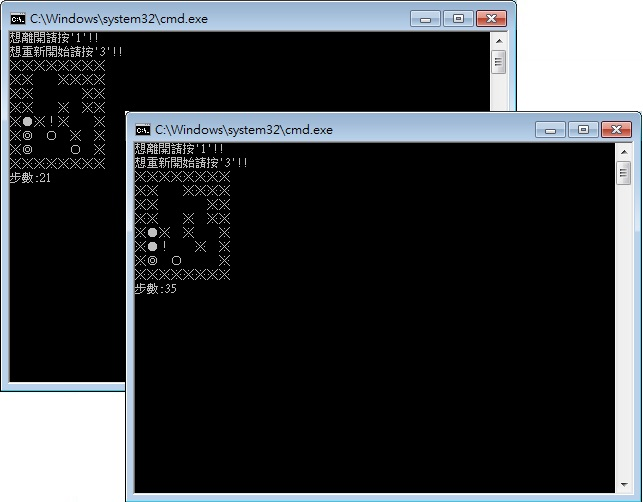 C:\Windows\system32\cmd.exe
想離開請按'1'!!
想重新開始請按'3'!!
╳╳╳╳╳╳╳╳
╳╳　　╳╳╳╳
╳╳　　　　╳╳
╳╳　　╳　╳╳
╳●╳!╳　　╳
╳◎　○　╳　╳
╳◎　　　○　╳
╳╳╳╳╳╳╳╳
步數:21
C:\Windows\system32\cmd.exe
想離開請按'1'!!
想重新開始請按'3'!!
╳╳╳╳╳╳╳╳
╳╳　　╳╳╳╳
╳╳　　　　╳╳
╳╳　　╳　╳╳
╳●╳　╳　　╳
╳●!　　╳　╳
╳◎　○　　　╳
╳╳╳╳╳╳╳╳
步數:35